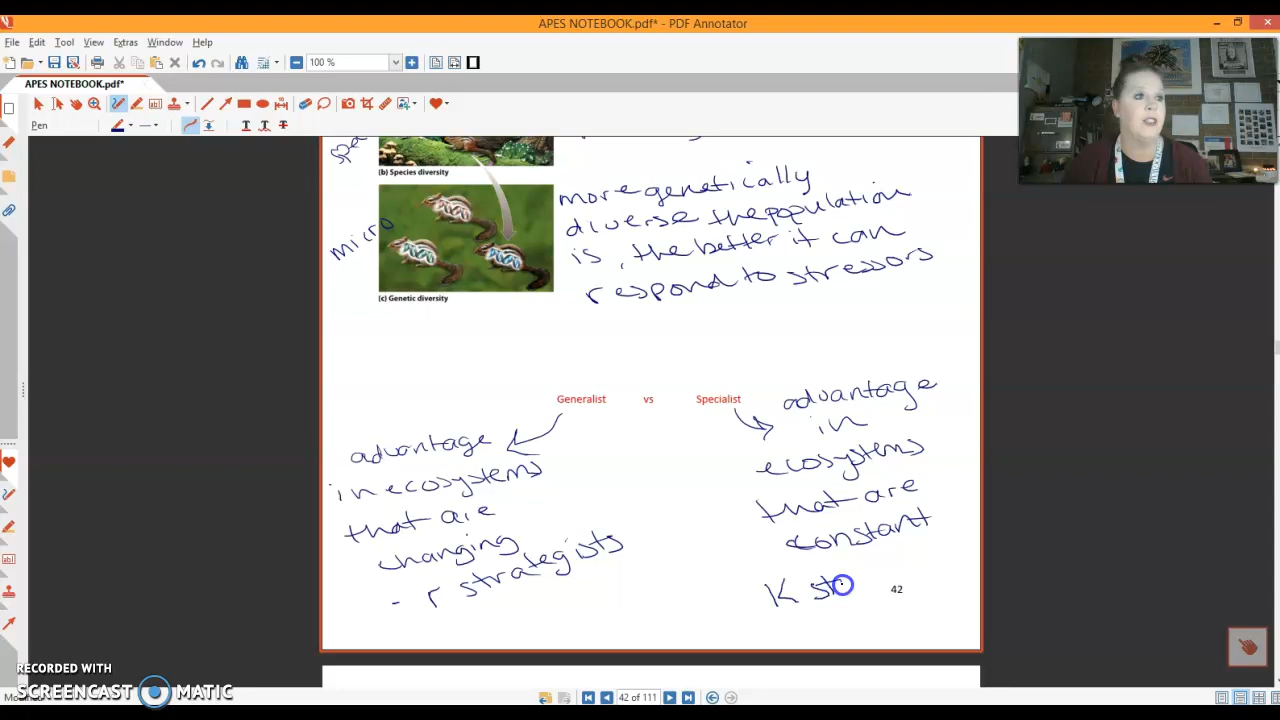 APES NOTEBOOK.pdf* - PDF Annotator
File Edit Tool View Extras Window Help
New 100 %
APES NOTEBOOK.pdf*
Pen
(b) Species diversity
micro
(c) Genetic diversity
more genetically
diverse the population
is, the better it can
respond to stressors
Generalist vs Specialist
advantage
in ecosystems
that are
changing
- r strategists
advantage
in
ecosystems
that are
constant
K st
42
RECORDED WITH
SCREENCAST MATIC
42 of 111